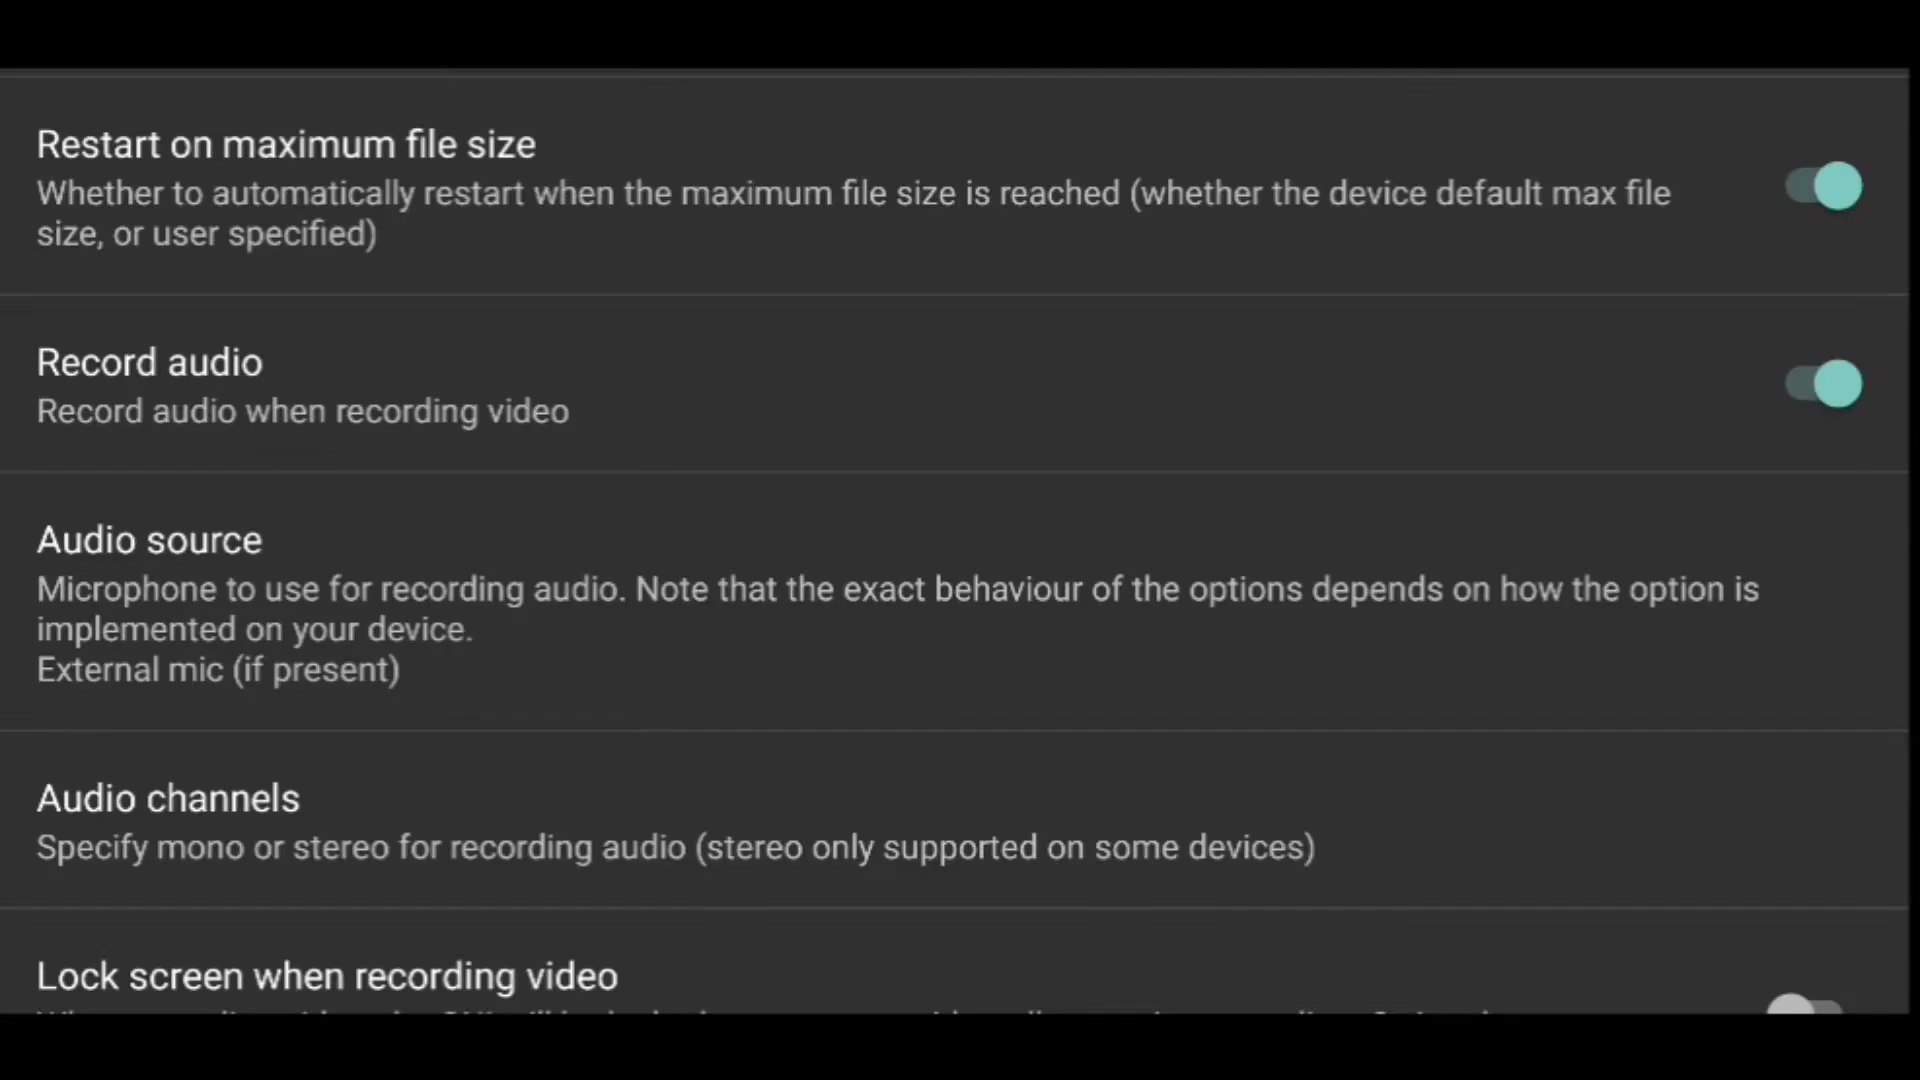 Restart on maximum file size
Whether to automatically restart when the maximum file size is reached (whether the device default max file
size, or user specified)
Record audio
Record audio when recording video
Audio source
Microphone to use for recording audio. Note that the exact behaviour of the options depends on how the option is
implemented on your device.
External mic (if present)
Audio channels
Specify mono or stereo for recording audio (stereo only supported on some devices)
Lock screen when recording video